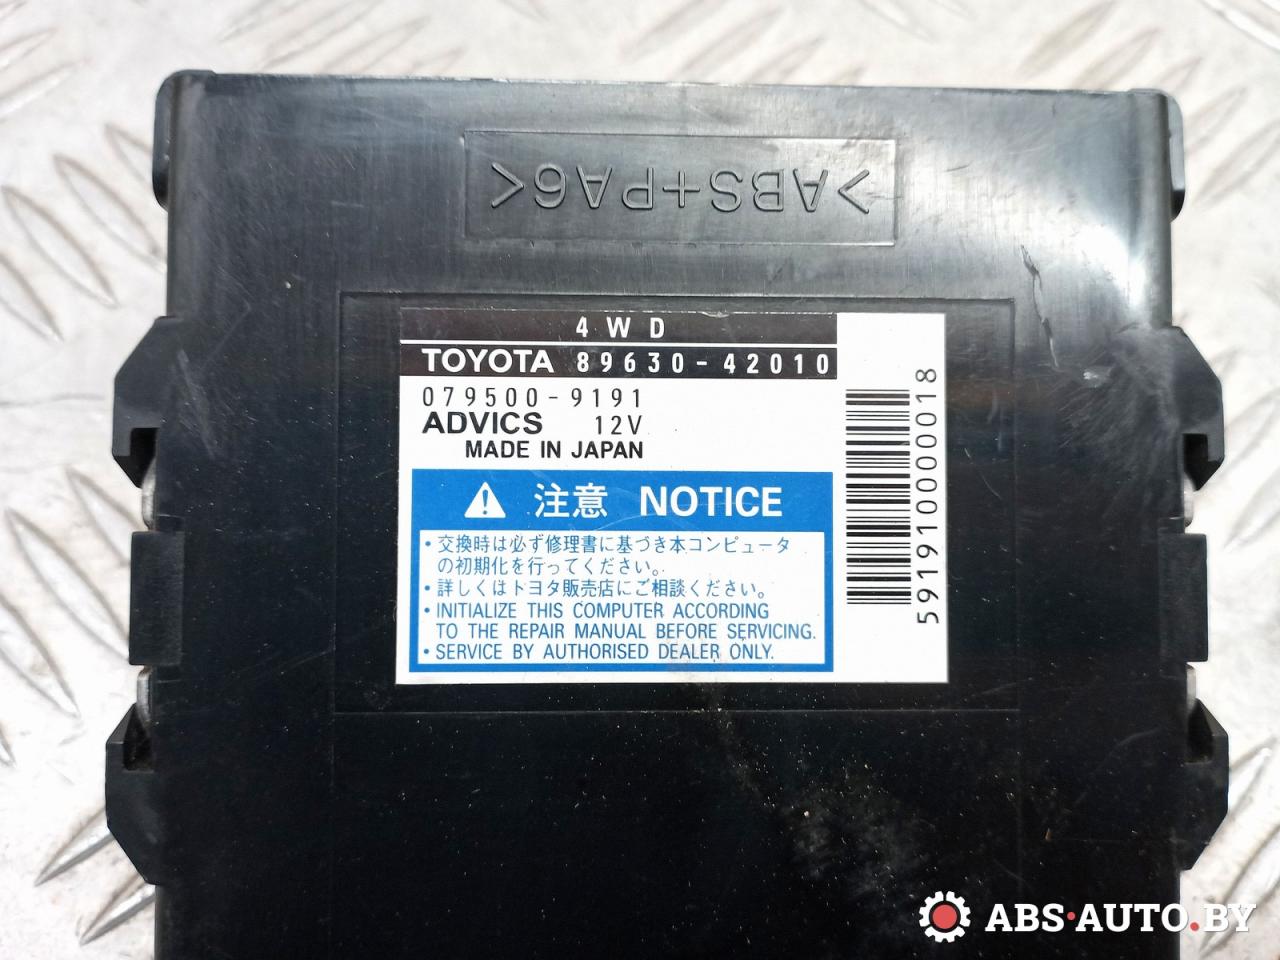 >ABS+PA6<
4WD
TOYOTA 89630-42010
079500-9191
ADVICS 12V
MADE IN JAPAN
注意 NOTICE
・交換時は必ず修理書に基づき本コンピュータ
の初期化を行ってください。
・詳しくはトヨタ販売店にご相談ください。
・INITIALIZE THIS COMPUTER ACCORDING
TO THE REPAIR MANUAL BEFORE SERVICING.
・SERVICE BY AUTHORISED DEALER ONLY.
591910000018
ABS·AUTO.BY